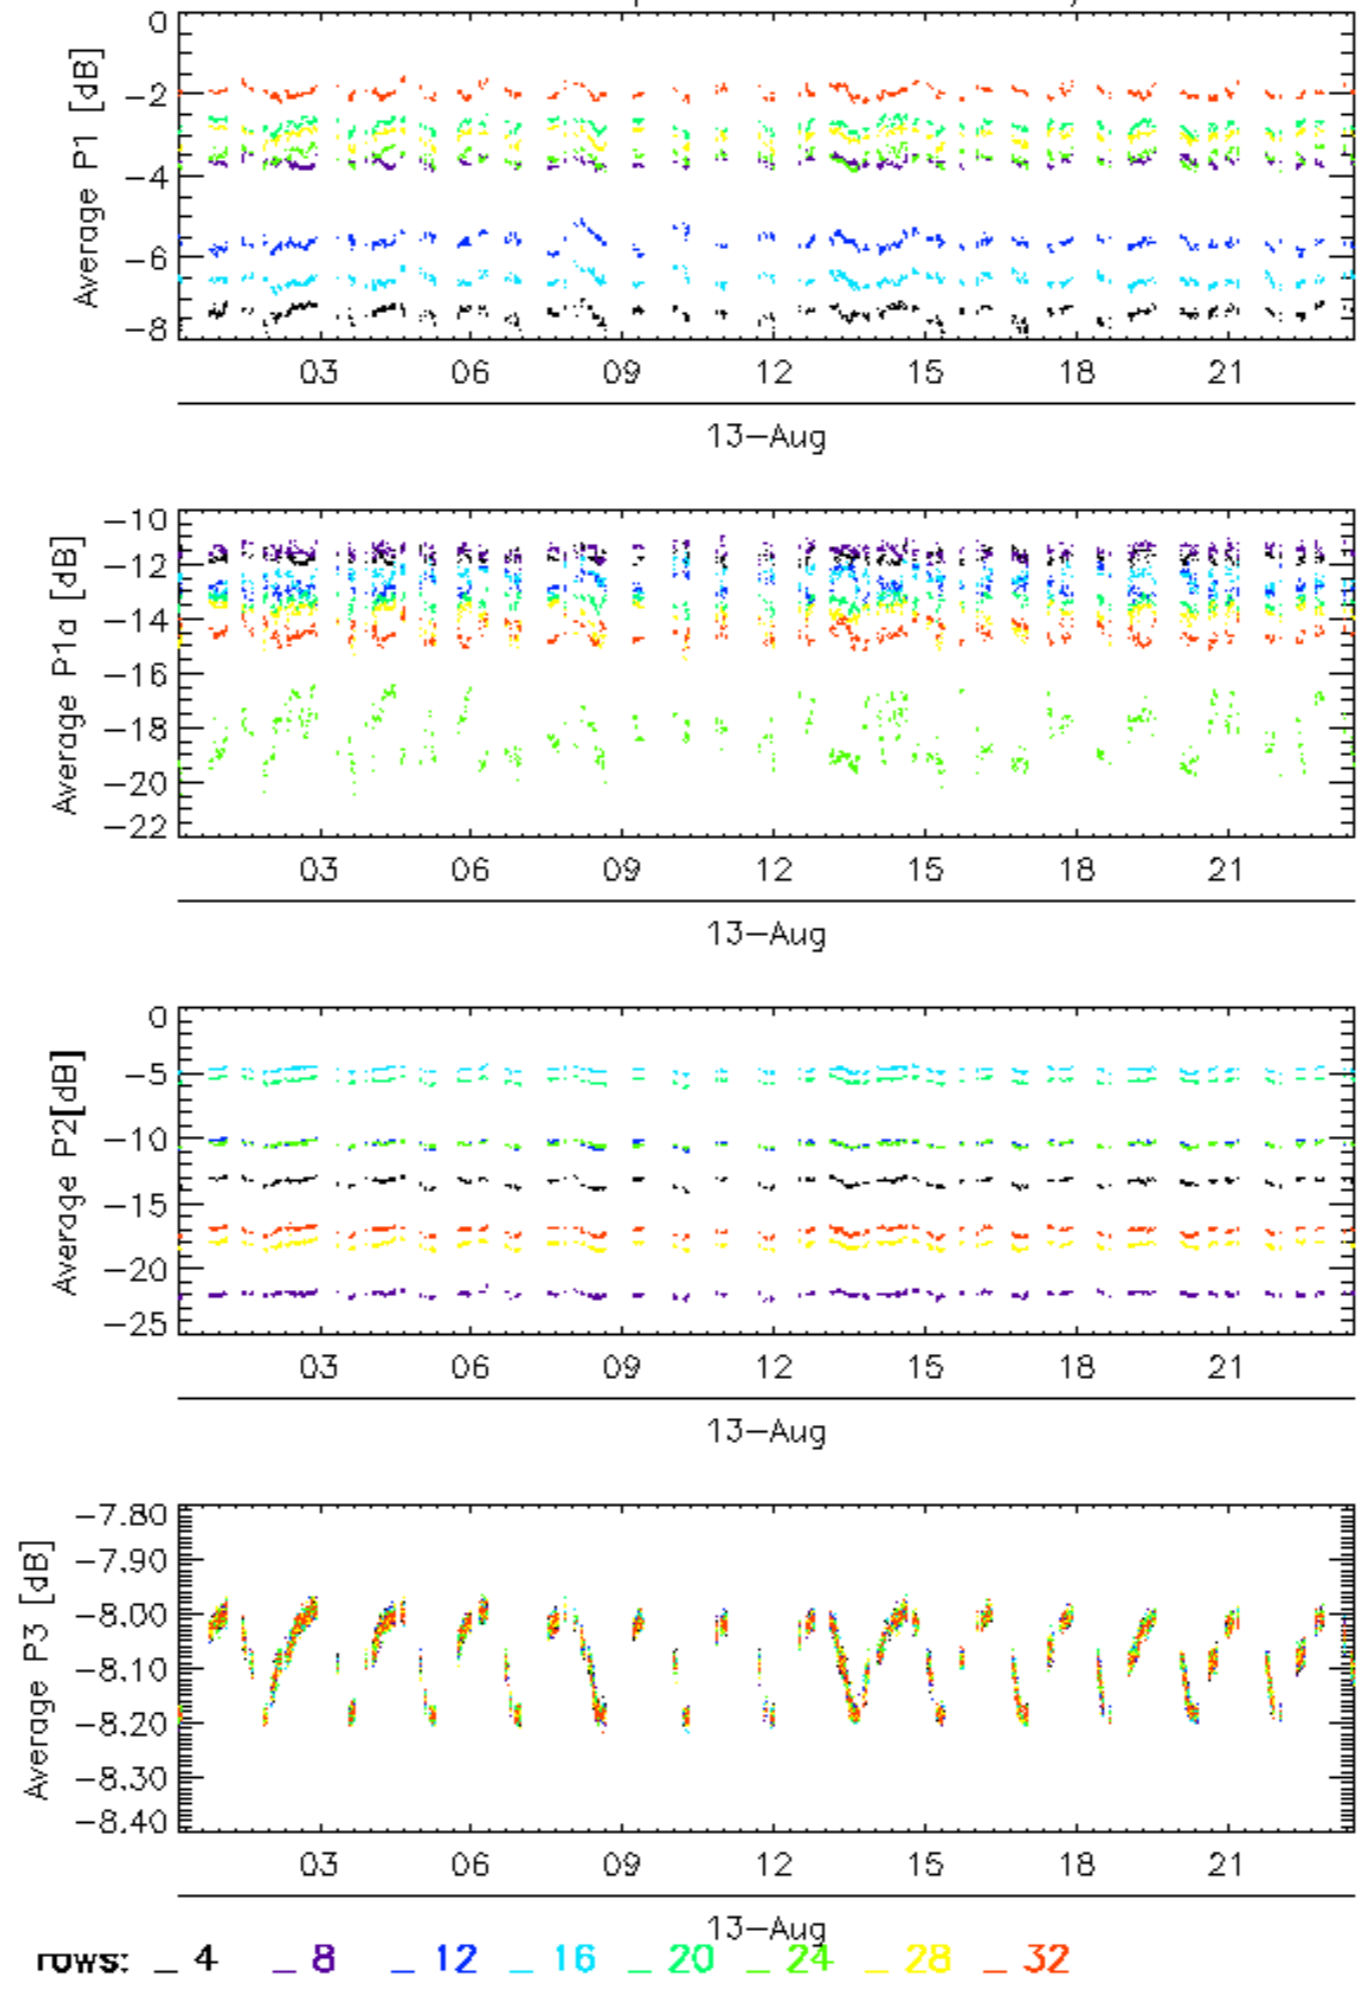 0
−2
−4
−6
−8
Average P1 [dB]
03 06 09 12 15 18 21
13−Aug
−10
−12
−14
−16
−18
−20
−22
Average P1a [dB]
03 06 09 12 15 18 21
13−Aug
0
−5
−10
−15
−20
−25
Average P2[dB]
03 06 09 12 15 18 21
13−Aug
−7.80
−7.90
−8.00
−8.10
−8.20
−8.30
−8.40
Average P3 [dB]
03 06 09 12 15 18 21
13−Aug
rows: _ 4 _ 8 _ 12 _ 16 _ 20 _ 24 _ 28 _ 32